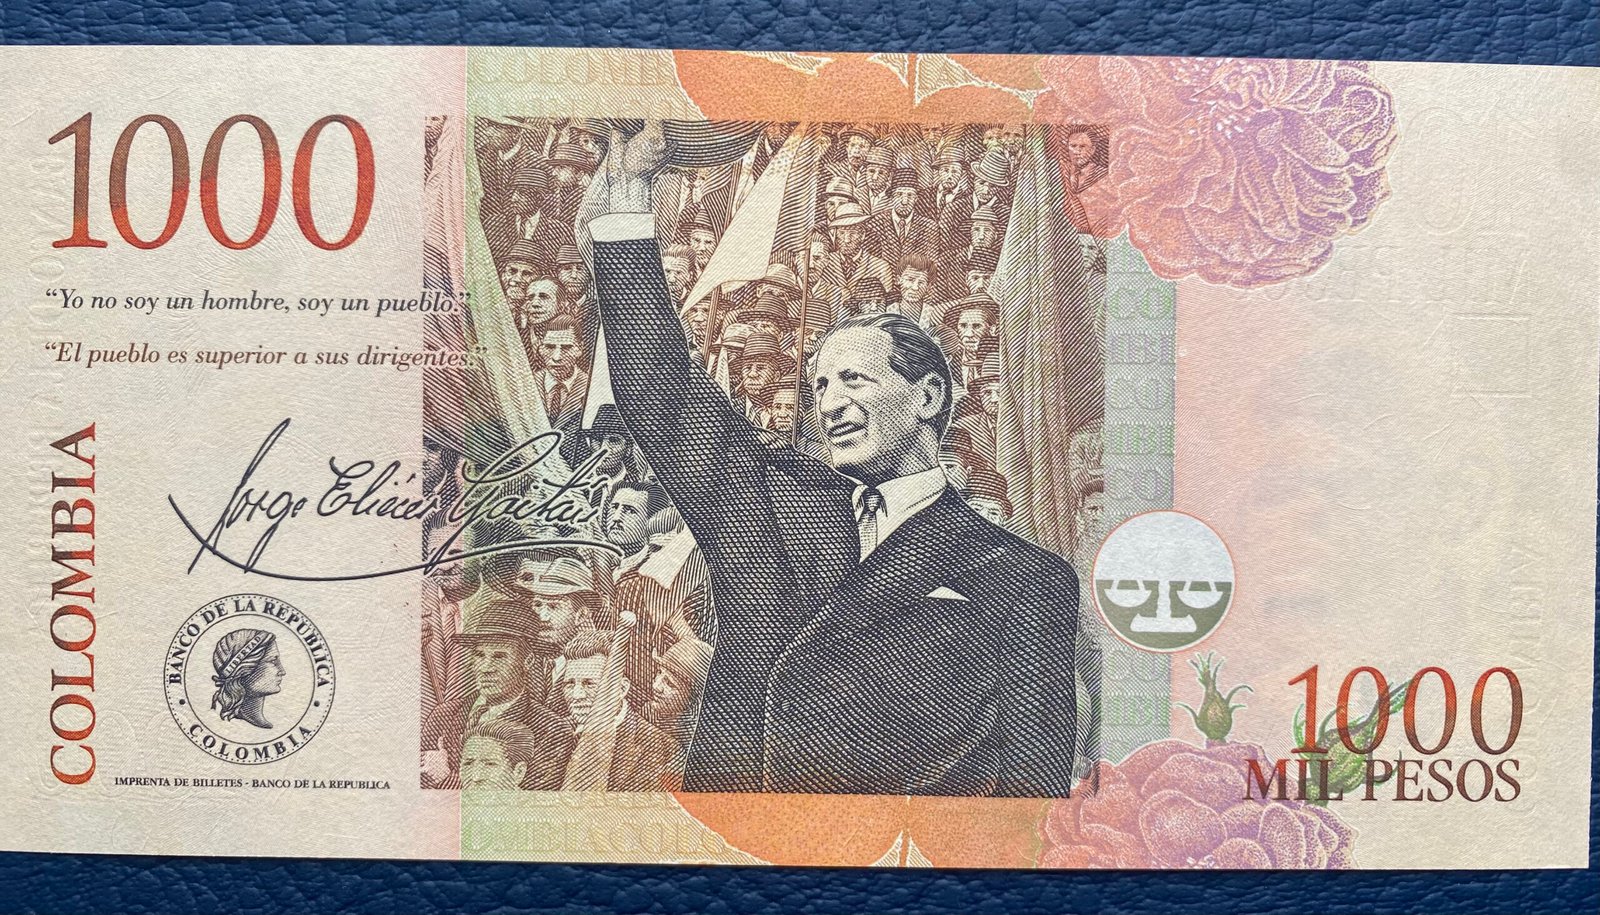 1000
“Yo no soy un hombre, soy un pueblo.”
“El pueblo es superior a sus dirigentes.”
Jorge Eliécer Gaitán
COLOMBIA
BANCO DE LA REPUBLICA
COLOMBIA
LIBERTAD
IMPRENTA DE BILLETES - BANCO DE LA REPUBLICA
1000
MIL PESOS